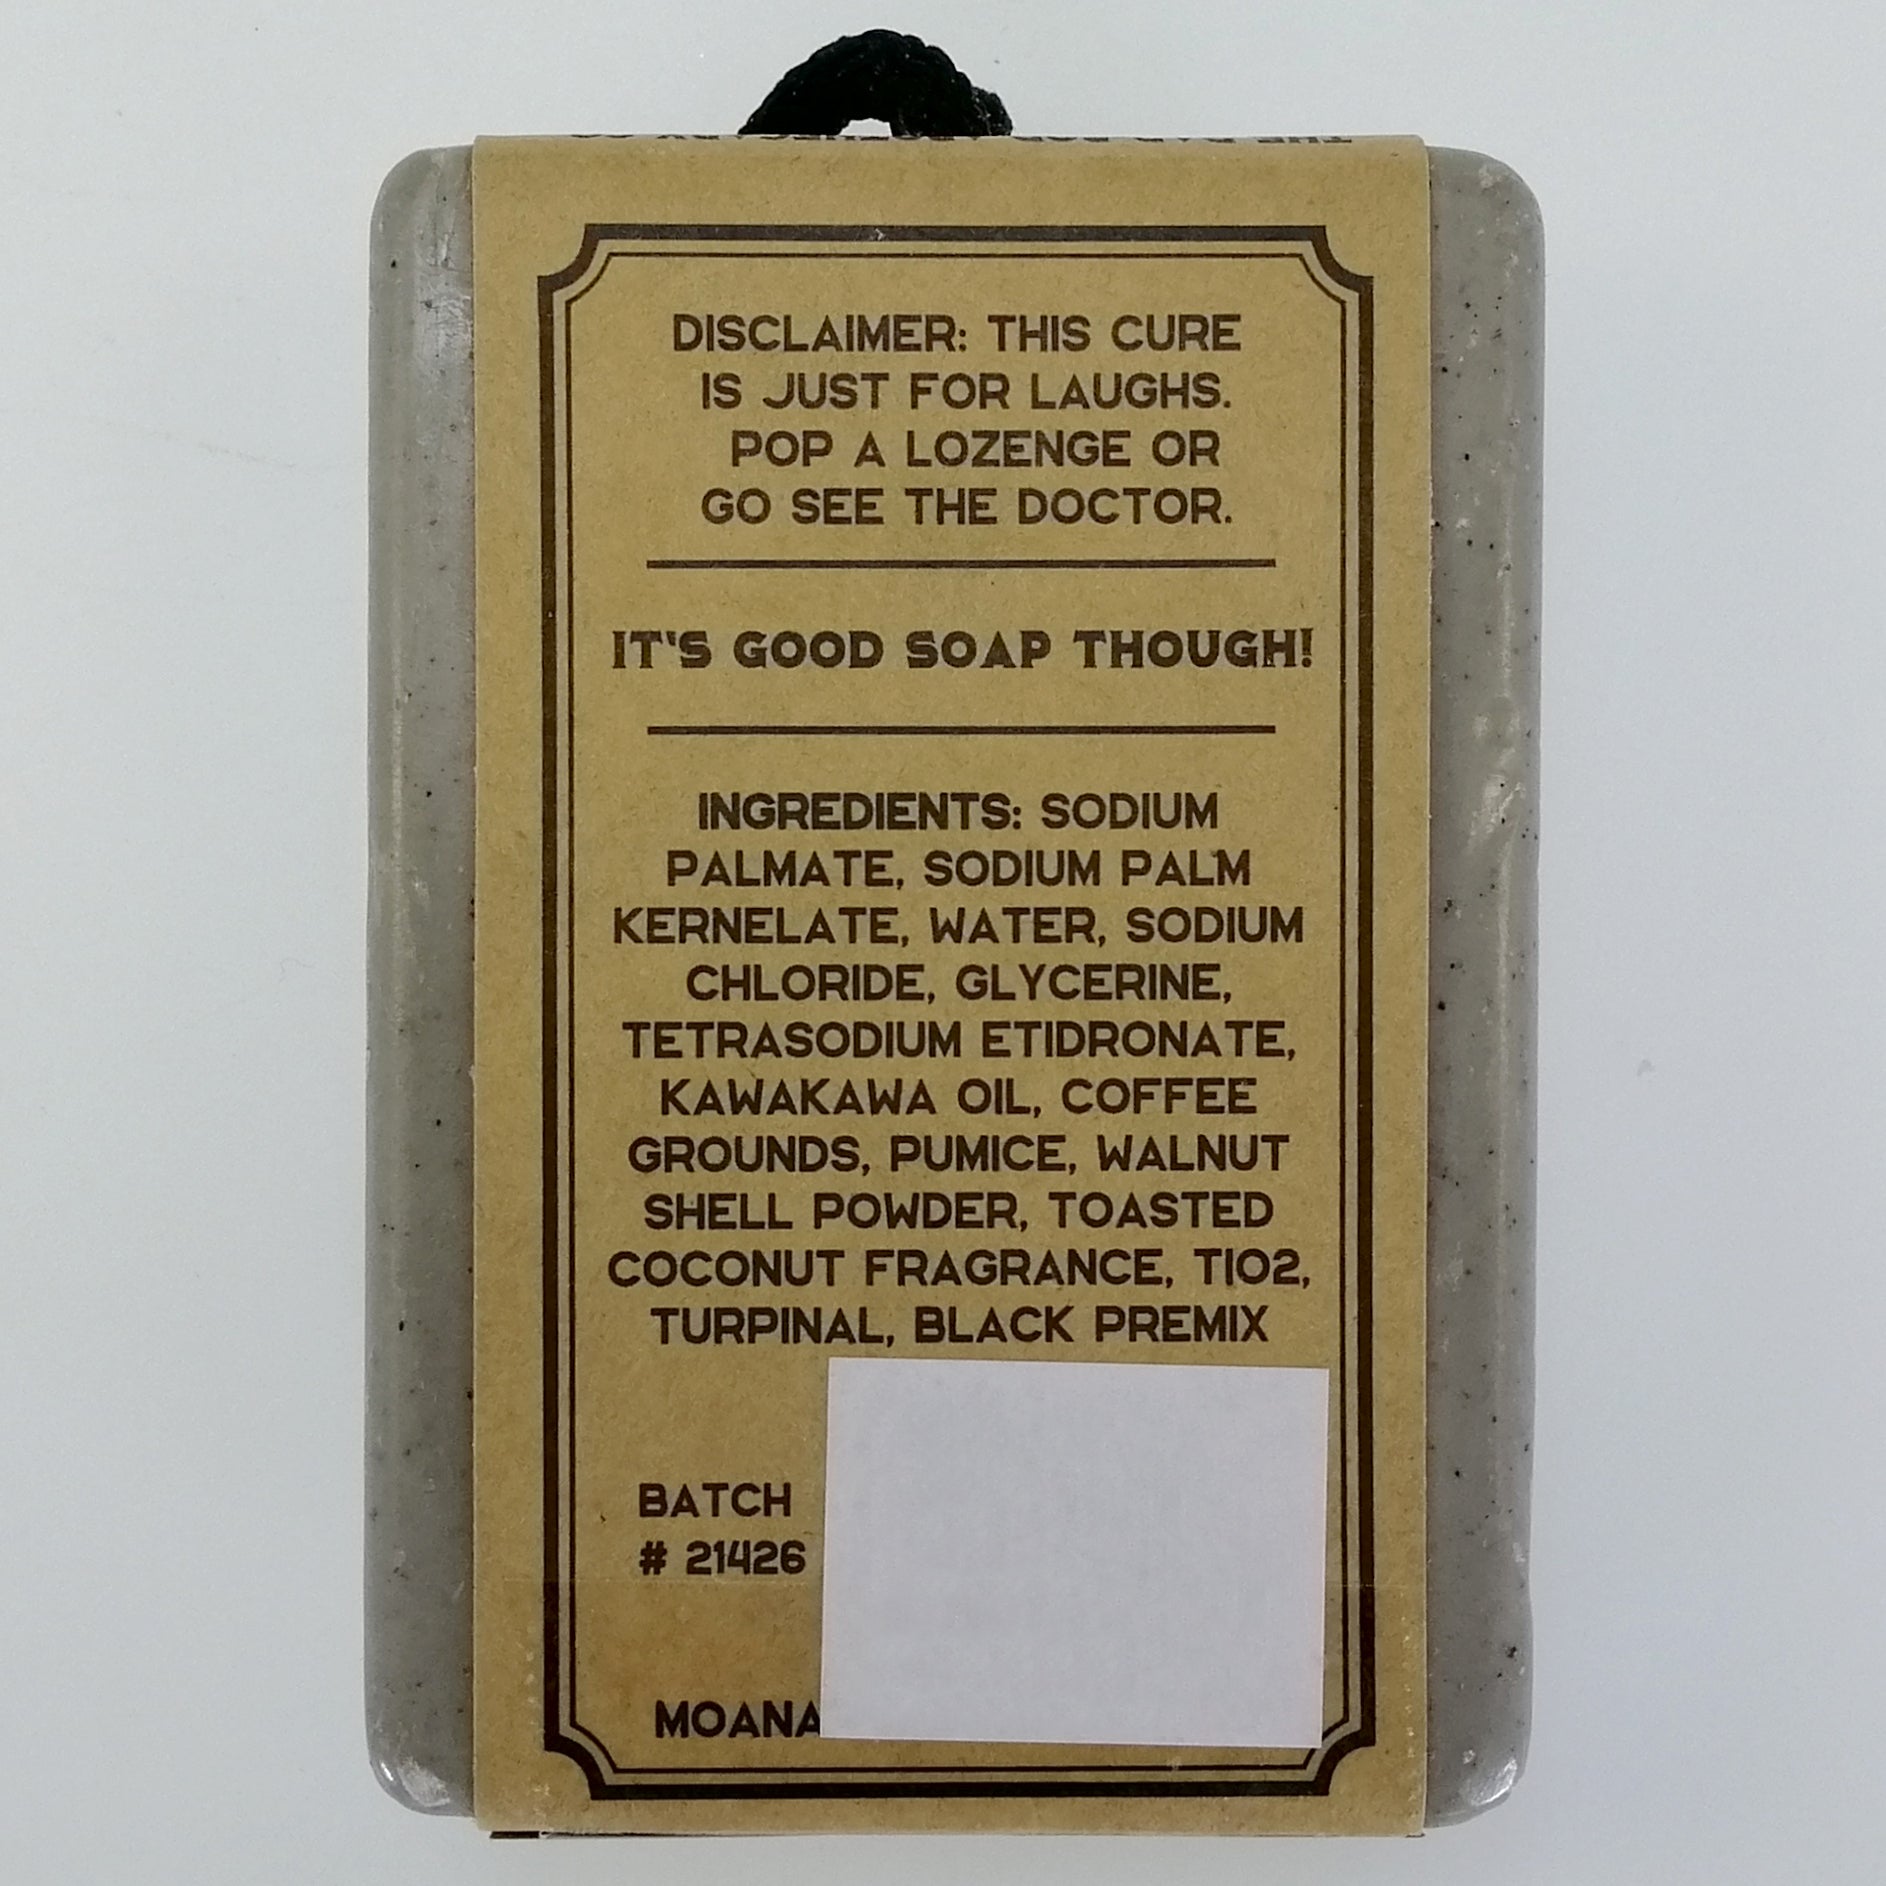 DISCLAIMER: THIS CURE
IS JUST FOR LAUGHS.
POP A LOZENGE OR
GO SEE THE DOCTOR.
IT'S GOOD SOAP THOUGH!
INGREDIENTS: SODIUM
PALMATE, SODIUM PALM
KERNELATE, WATER, SODIUM
CHLORIDE, GLYCERINE,
TETRASODIUM ETIDRONATE,
KAWAKAWA OIL, COFFEE
GROUNDS, PUMICE, WALNUT
SHELL POWDER, TOASTED
COCONUT FRAGRANCE, TIO2,
TURPINAL, BLACK PREMIX
BATCH
# 21426
MOANA